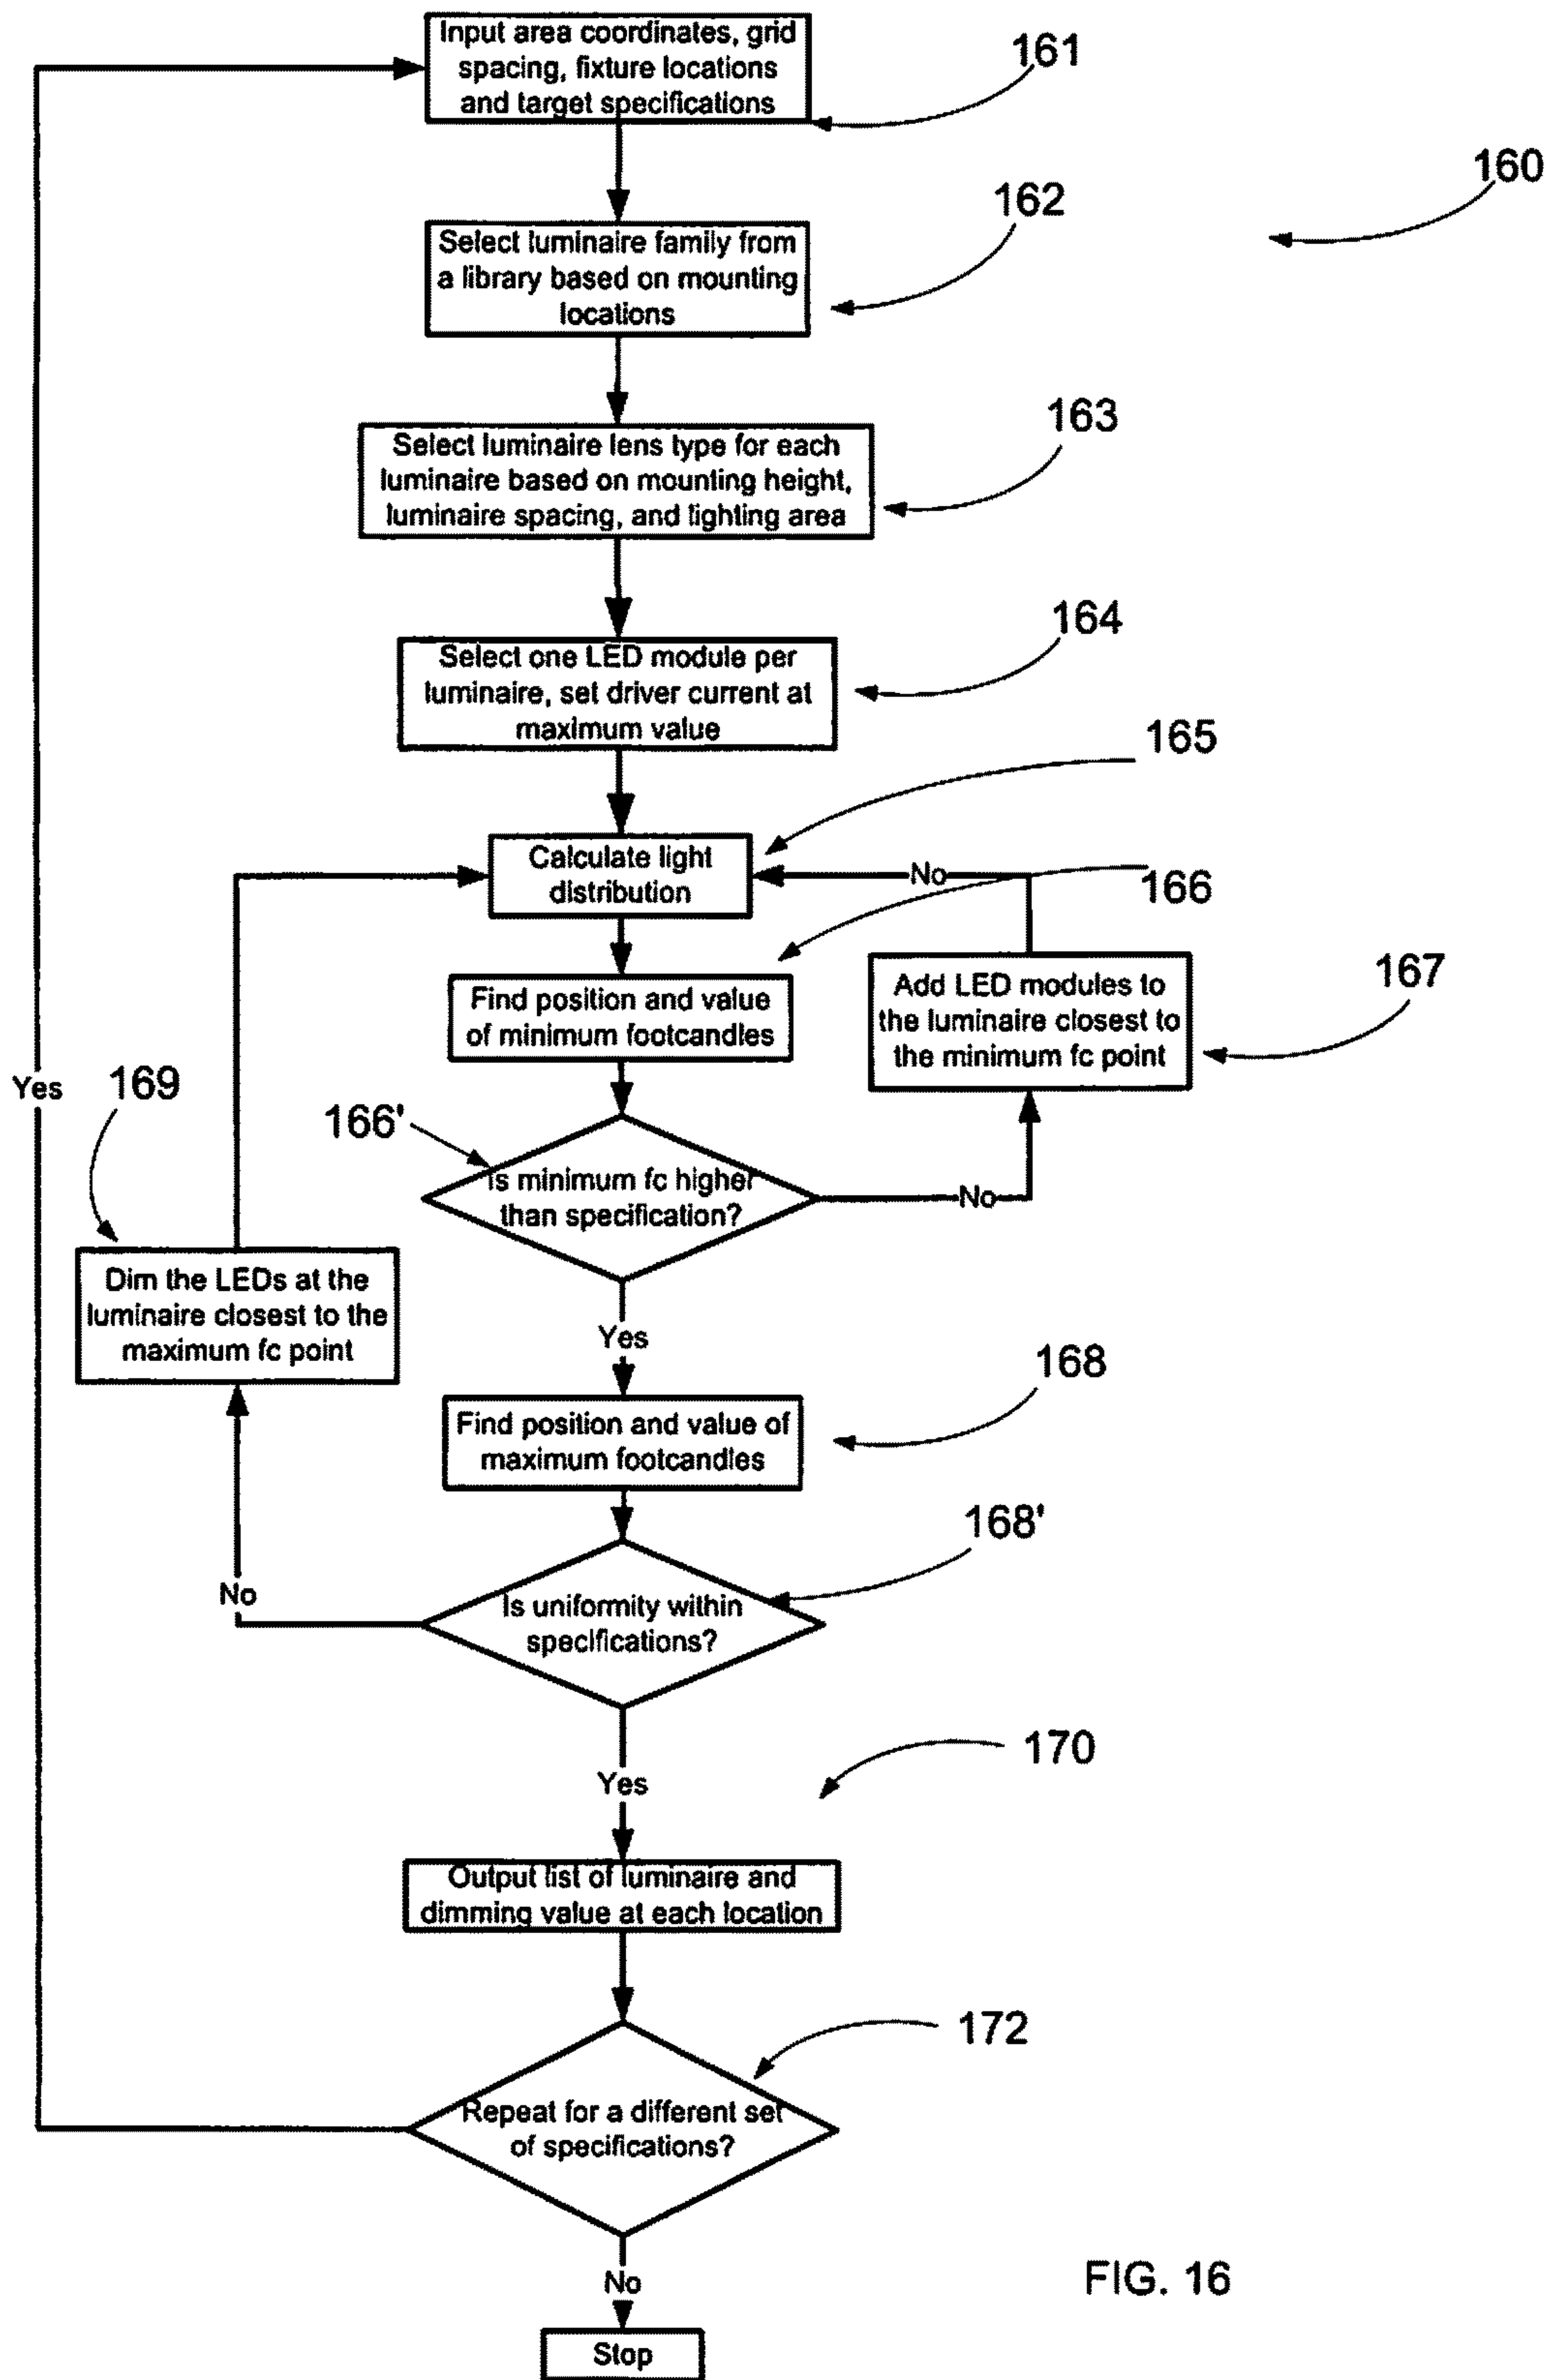 Input area coordinates, grid
spacing, fixture locations
and target specifications
161
160
162
Select luminaire family from
a library based on mounting
locations
163
Select luminaire lens type for each
luminaire based on mounting height,
luminaire spacing, and lighting area
164
Select one LED module per
luminaire, set driver current at
maximum value
165
Calculate light
distribution
No
166
Find position and value
of minimum footcandles
Add LED modules to
the luminaire closest to
the minimum fc point
167
Yes
169
166'
Is minimum fc higher
than specification?
No
Dim the LEDs at the
luminaire closest to the
maximum fc point
Yes
168
Find position and value of
maximum footcandles
168'
No
Is uniformity within
specifications?
170
Yes
Output list of luminaire and
dimming value at each location
172
Repeat for a different set
of specifications?
No
FIG. 16
Stop